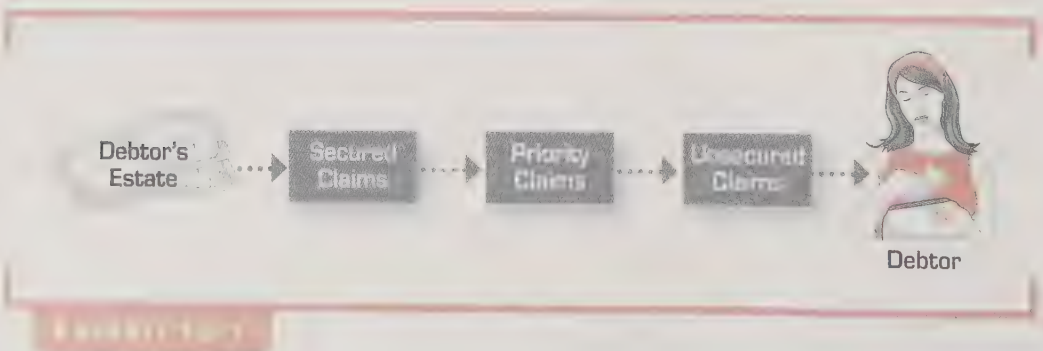 Debtor's
Estate
Secured
Claims
Priority
Claims
Unsecured
Claims
Debtor